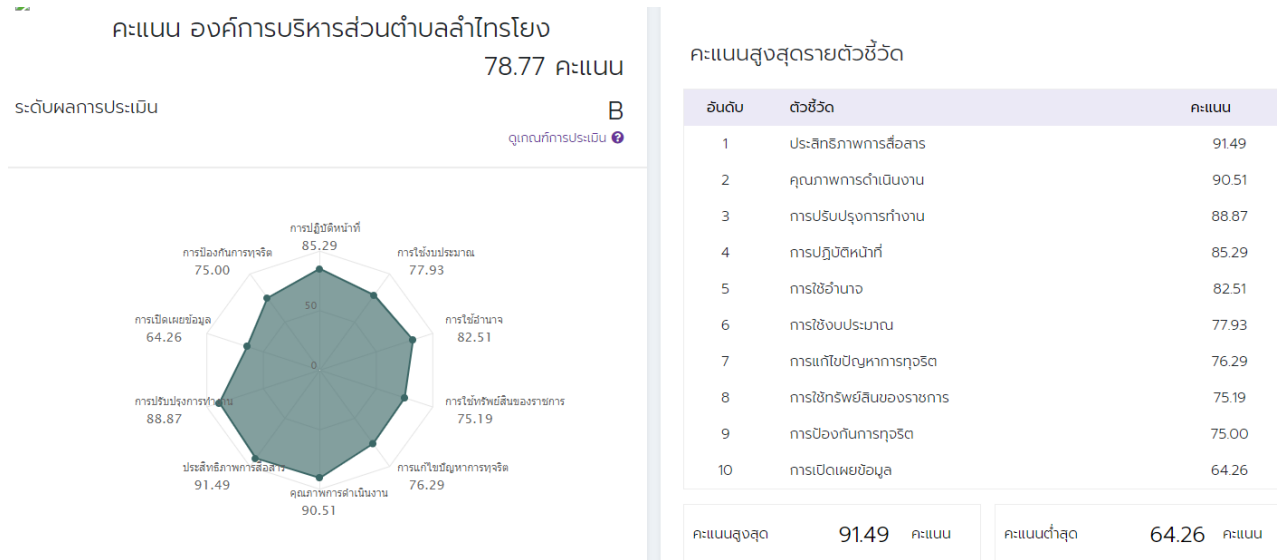 คะแนน องค์การบริหารส่วนตำบลลำไทรโยง
78.77 คะแนน
ระดับผลการประเมิน B
ดูเกณฑ์การประเมิน ?
การปฏิบัติหน้าที่
85.29
การป้องกันการทุจริต
75.00
การใช้งบประมาณ
77.93
50
การเปิดเผยข้อมูล
64.26
การใช้อำนาจ
82.51
0
การปรับปรุงการทำงาน
88.87
การใช้ทรัพย์สินของราชการ
75.19
ประสิทธิภาพการสื่อสาร
91.49
การแก้ไขปัญหาการทุจริต
76.29
คุณภาพการดำเนินงาน
90.51
คะแนนสูงสุดรายตัวชี้วัด
อันดับ ตัวชี้วัด คะแนน
1 ประสิทธิภาพการสื่อสาร 91.49
2 คุณภาพการดำเนินงาน 90.51
3 การปรับปรุงการทำงาน 88.87
4 การปฏิบัติหน้าที่ 85.29
5 การใช้อำนาจ 82.51
6 การใช้งบประมาณ 77.93
7 การแก้ไขปัญหาการทุจริต 76.29
8 การใช้ทรัพย์สินของราชการ 75.19
9 การป้องกันการทุจริต 75.00
10 การเปิดเผยข้อมูล 64.26
คะแนนสูงสุด 91.49 คะแนน
คะแนนต่ำสุด 64.26 คะแนน